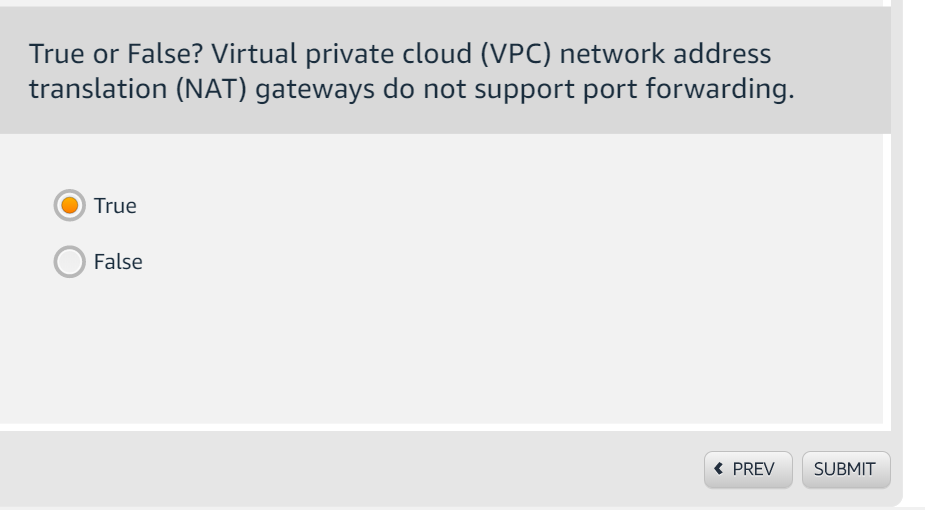 True or False? Virtual private cloud (VPC) network address
translation (NAT) gateways do not support port forwarding.
True
False
PREV
SUBMIT